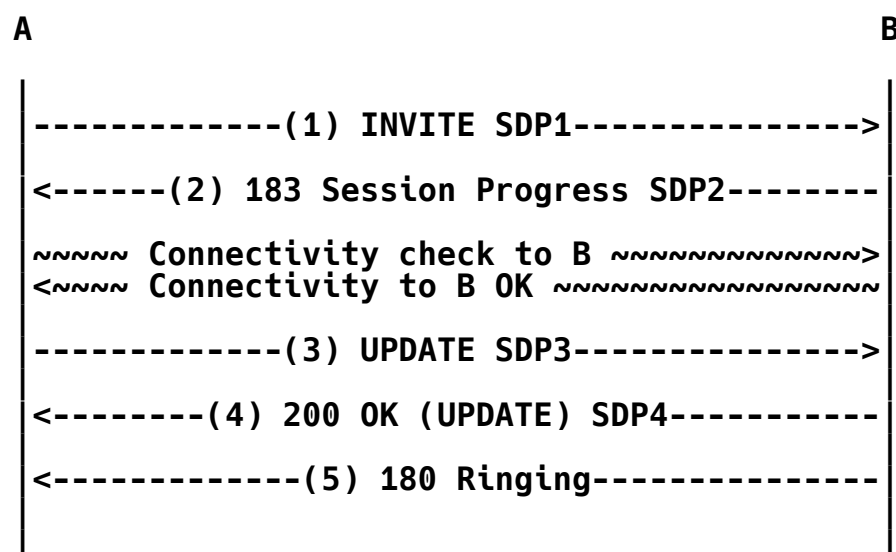 A B
-------------(1) INVITE SDP1--------------->
<------(2) 183 Session Progress SDP2--------
~~~~~ Connectivity check to B ~~~~~~~~~~~~~>
<~~~~ Connectivity to B OK ~~~~~~~~~~~~~~~~~
-------------(3) UPDATE SDP3--------------->
<--------(4) 200 OK (UPDATE) SDP4-----------
<-------------(5) 180 Ringing---------------